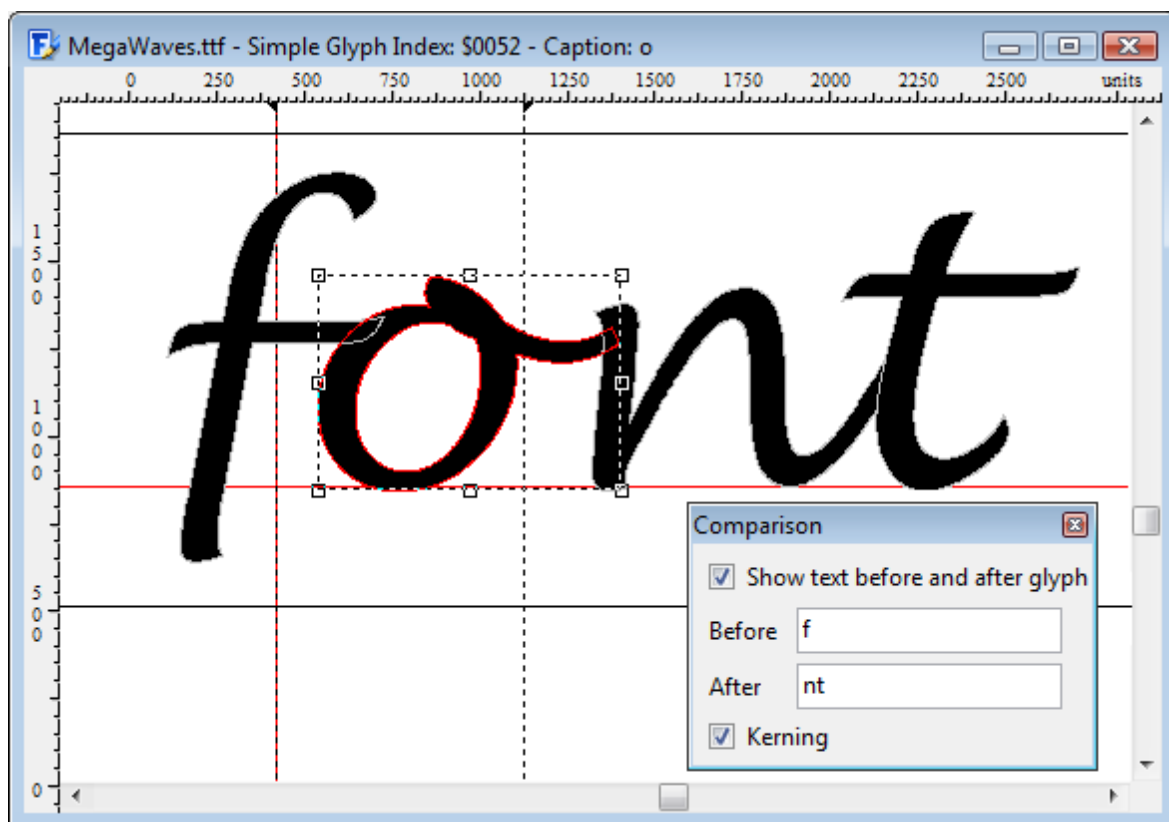 MegaWaves.ttf - Simple Glyph Index: $0052 - Caption: o
0 250 500 750 1000 1250 1500 1750 2000 2250 2500 units
1500
1000
500
0
font
Comparison
Show text before and after glyph
Before f
After nt
Kerning